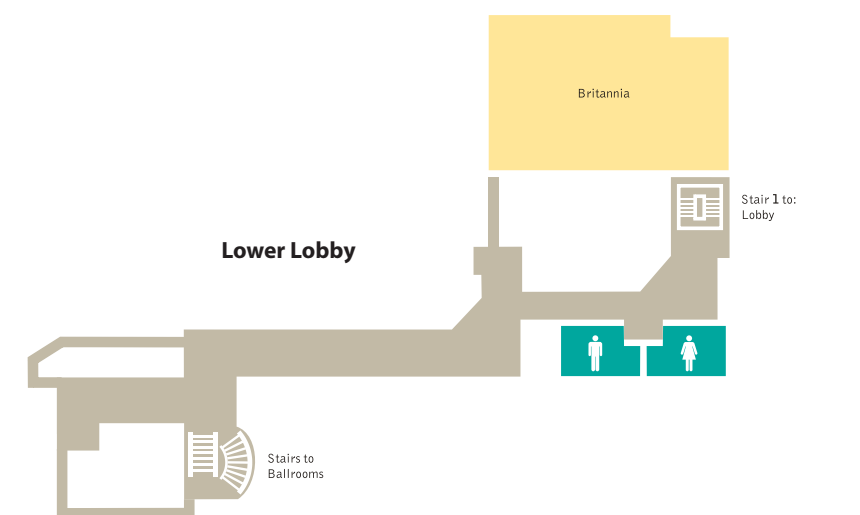 Britannia
Stair 1 to:
Lobby
Lower Lobby
Stairs to
Ballrooms